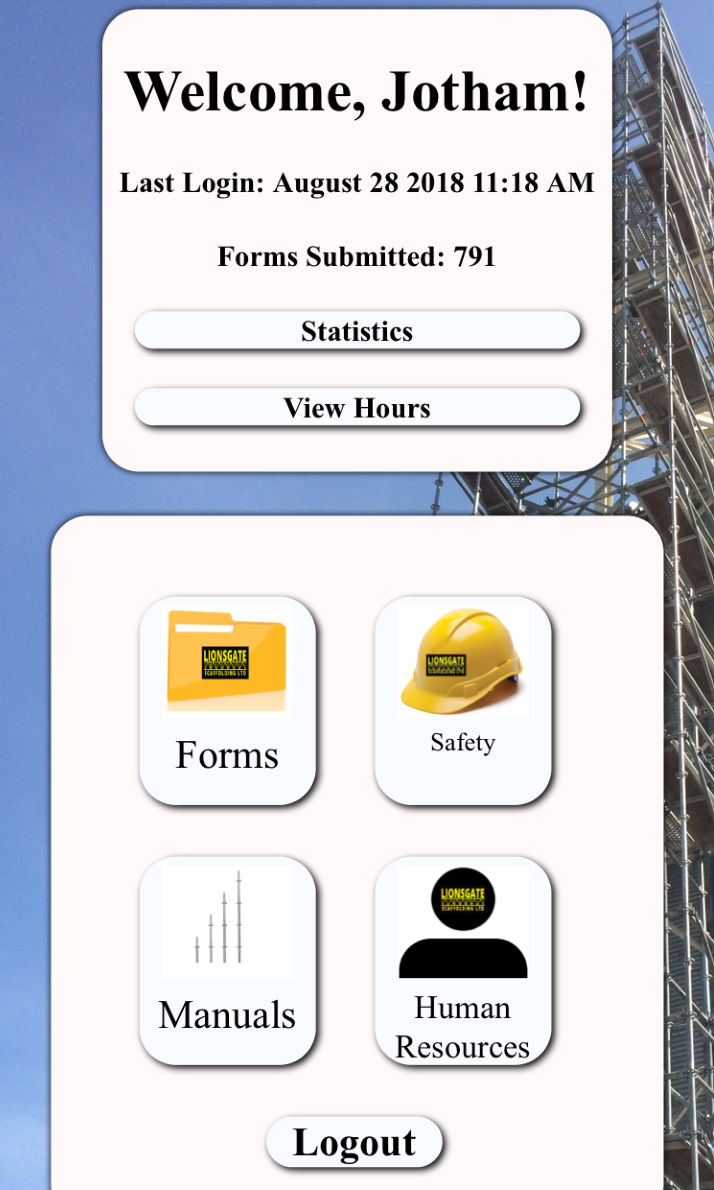 Welcome, Jotham!
Last Login: August 28 2018 11:18 AM
Forms Submitted: 791
Statistics
View Hours
LIONSGATE
SCAFFOLDING LTD
Forms
LIONSGATE
SCAFFOLDING LTD
Safety
Manuals
LIONSGATE
SCAFFOLDING LTD
Human
Resources
Logout